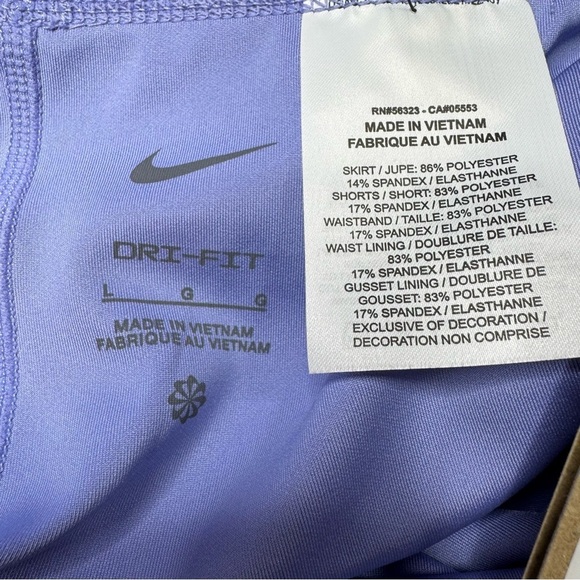 RN#56323 - CA#05553
MADE IN VIETNAM
FABRIQUE AU VIETNAM
SKIRT / JUPE: 86% POLYESTER
14% SPANDEX / ELASTHANNE
SHORTS / SHORT: 83% POLYESTER
17% SPANDEX / ELASTHANNE
WAISTBAND / TAILLE: 83% POLYESTER
17% SPANDEX / ELASTHANNE
WAIST LINING / DOUBLURE DE TAILLE:
83% POLYESTER
17% SPANDEX / ELASTHANNE
GUSSET LINING / DOUBLURE DE
GOUSSET: 83% POLYESTER
17% SPANDEX / ELASTHANNE
EXCLUSIVE OF DECORATION /
DECORATION NON COMPRISE
DRI-FIT
L G G
MADE IN VIETNAM
FABRIQUE AU VIETNAM